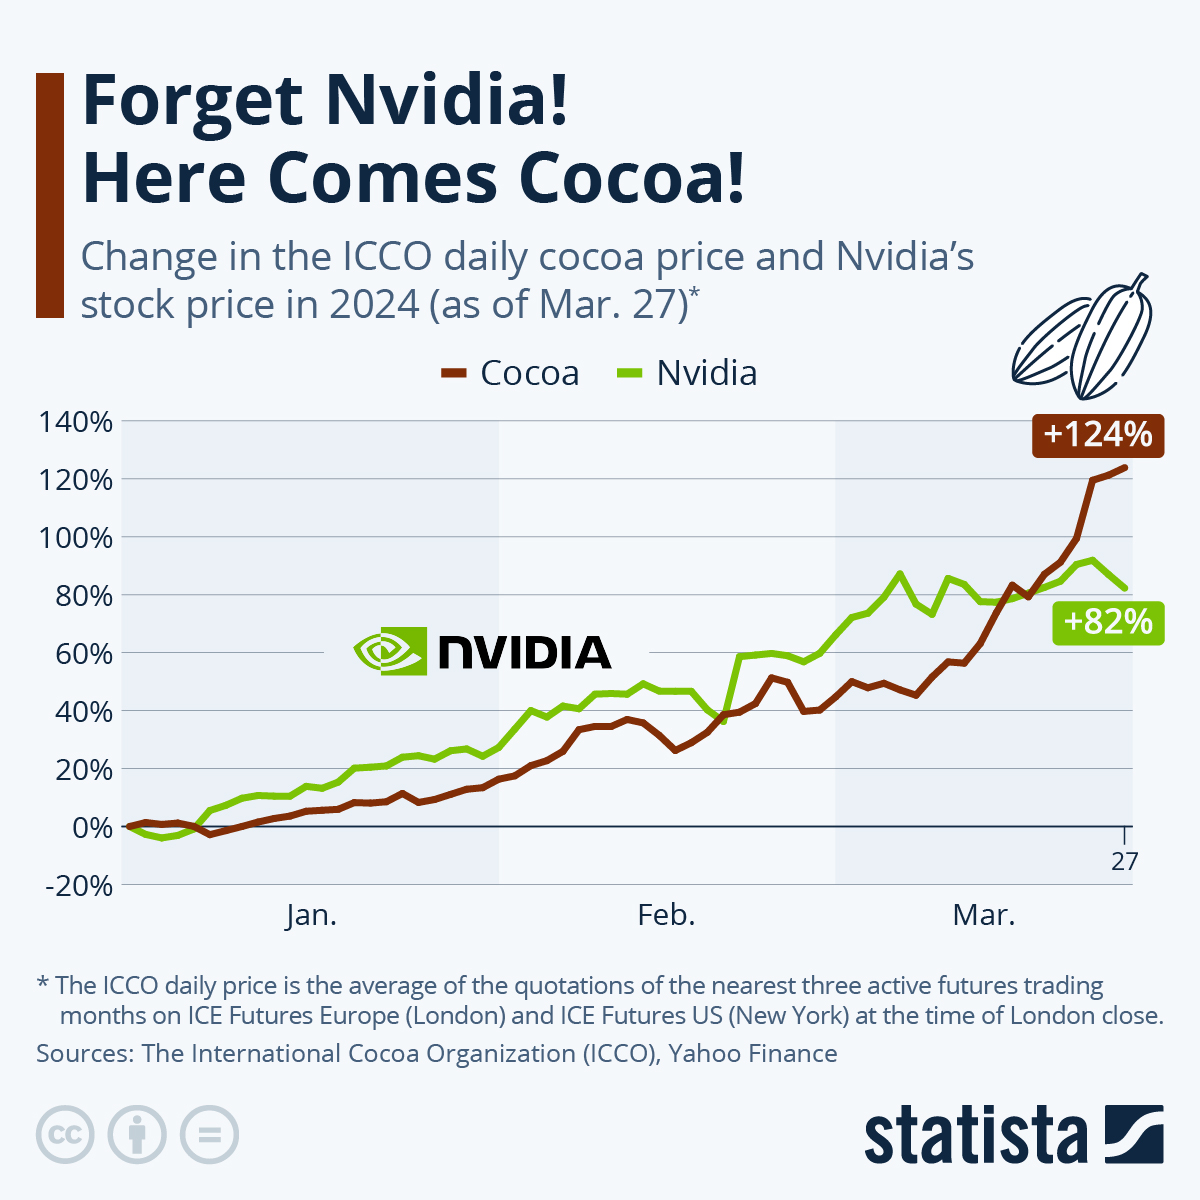 Forget Nvidia!
Here Comes Cocoa!
Change in the ICCO daily cocoa price and Nvidia’s
stock price in 2024 (as of Mar. 27)*
Cocoa Nvidia
140%
+124%
120%
100%
80%
+82%
60%
NVIDIA
40%
20%
0%
27
-20%
Jan. Feb. Mar.
* The ICCO daily price is the average of the quotations of the nearest three active futures trading
months on ICE Futures Europe (London) and ICE Futures US (New York) at the time of London close.
Sources: The International Cocoa Organization (ICCO), Yahoo Finance
cc
statista